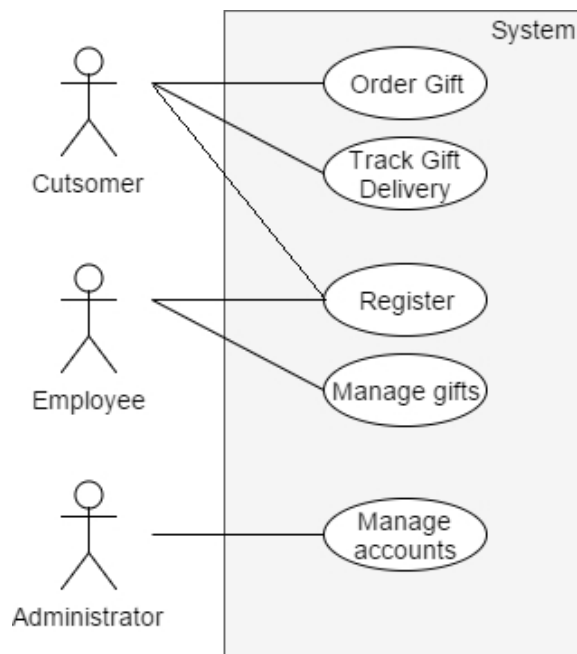 System
Order Gift
Track Gift
Delivery
Cutsomer
Register
Manage gifts
Employee
Manage
accounts
Administrator